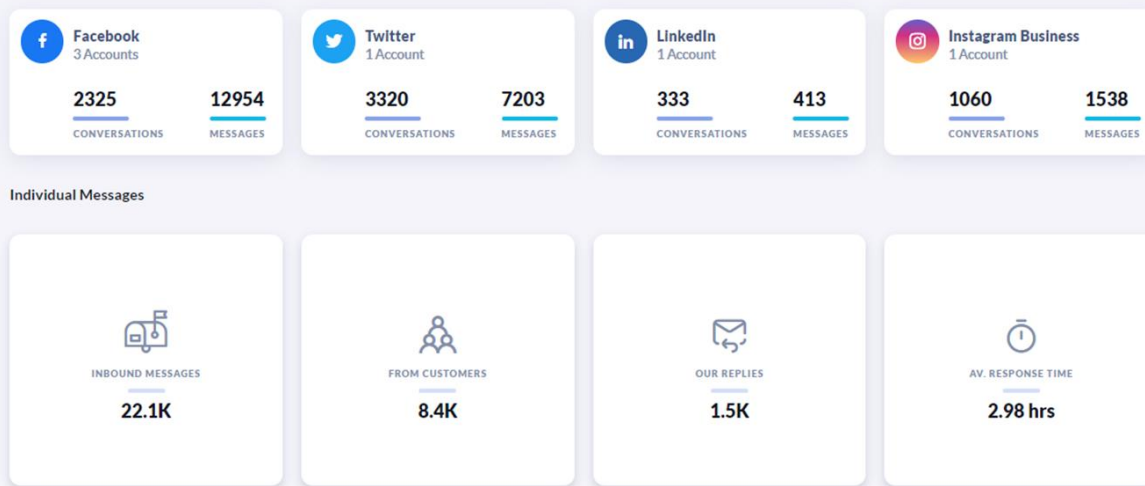 Facebook
3 Accounts
2325 12954
CONVERSATIONS MESSAGES
Twitter
1 Account
3320 7203
CONVERSATIONS MESSAGES
LinkedIn
1 Account
333 413
CONVERSATIONS MESSAGES
Instagram Business
1 Account
1060 1538
CONVERSATIONS MESSAGES
Individual Messages
INBOUND MESSAGES
22.1K
FROM CUSTOMERS
8.4K
OUR REPLIES
1.5K
AV. RESPONSE TIME
2.98 hrs